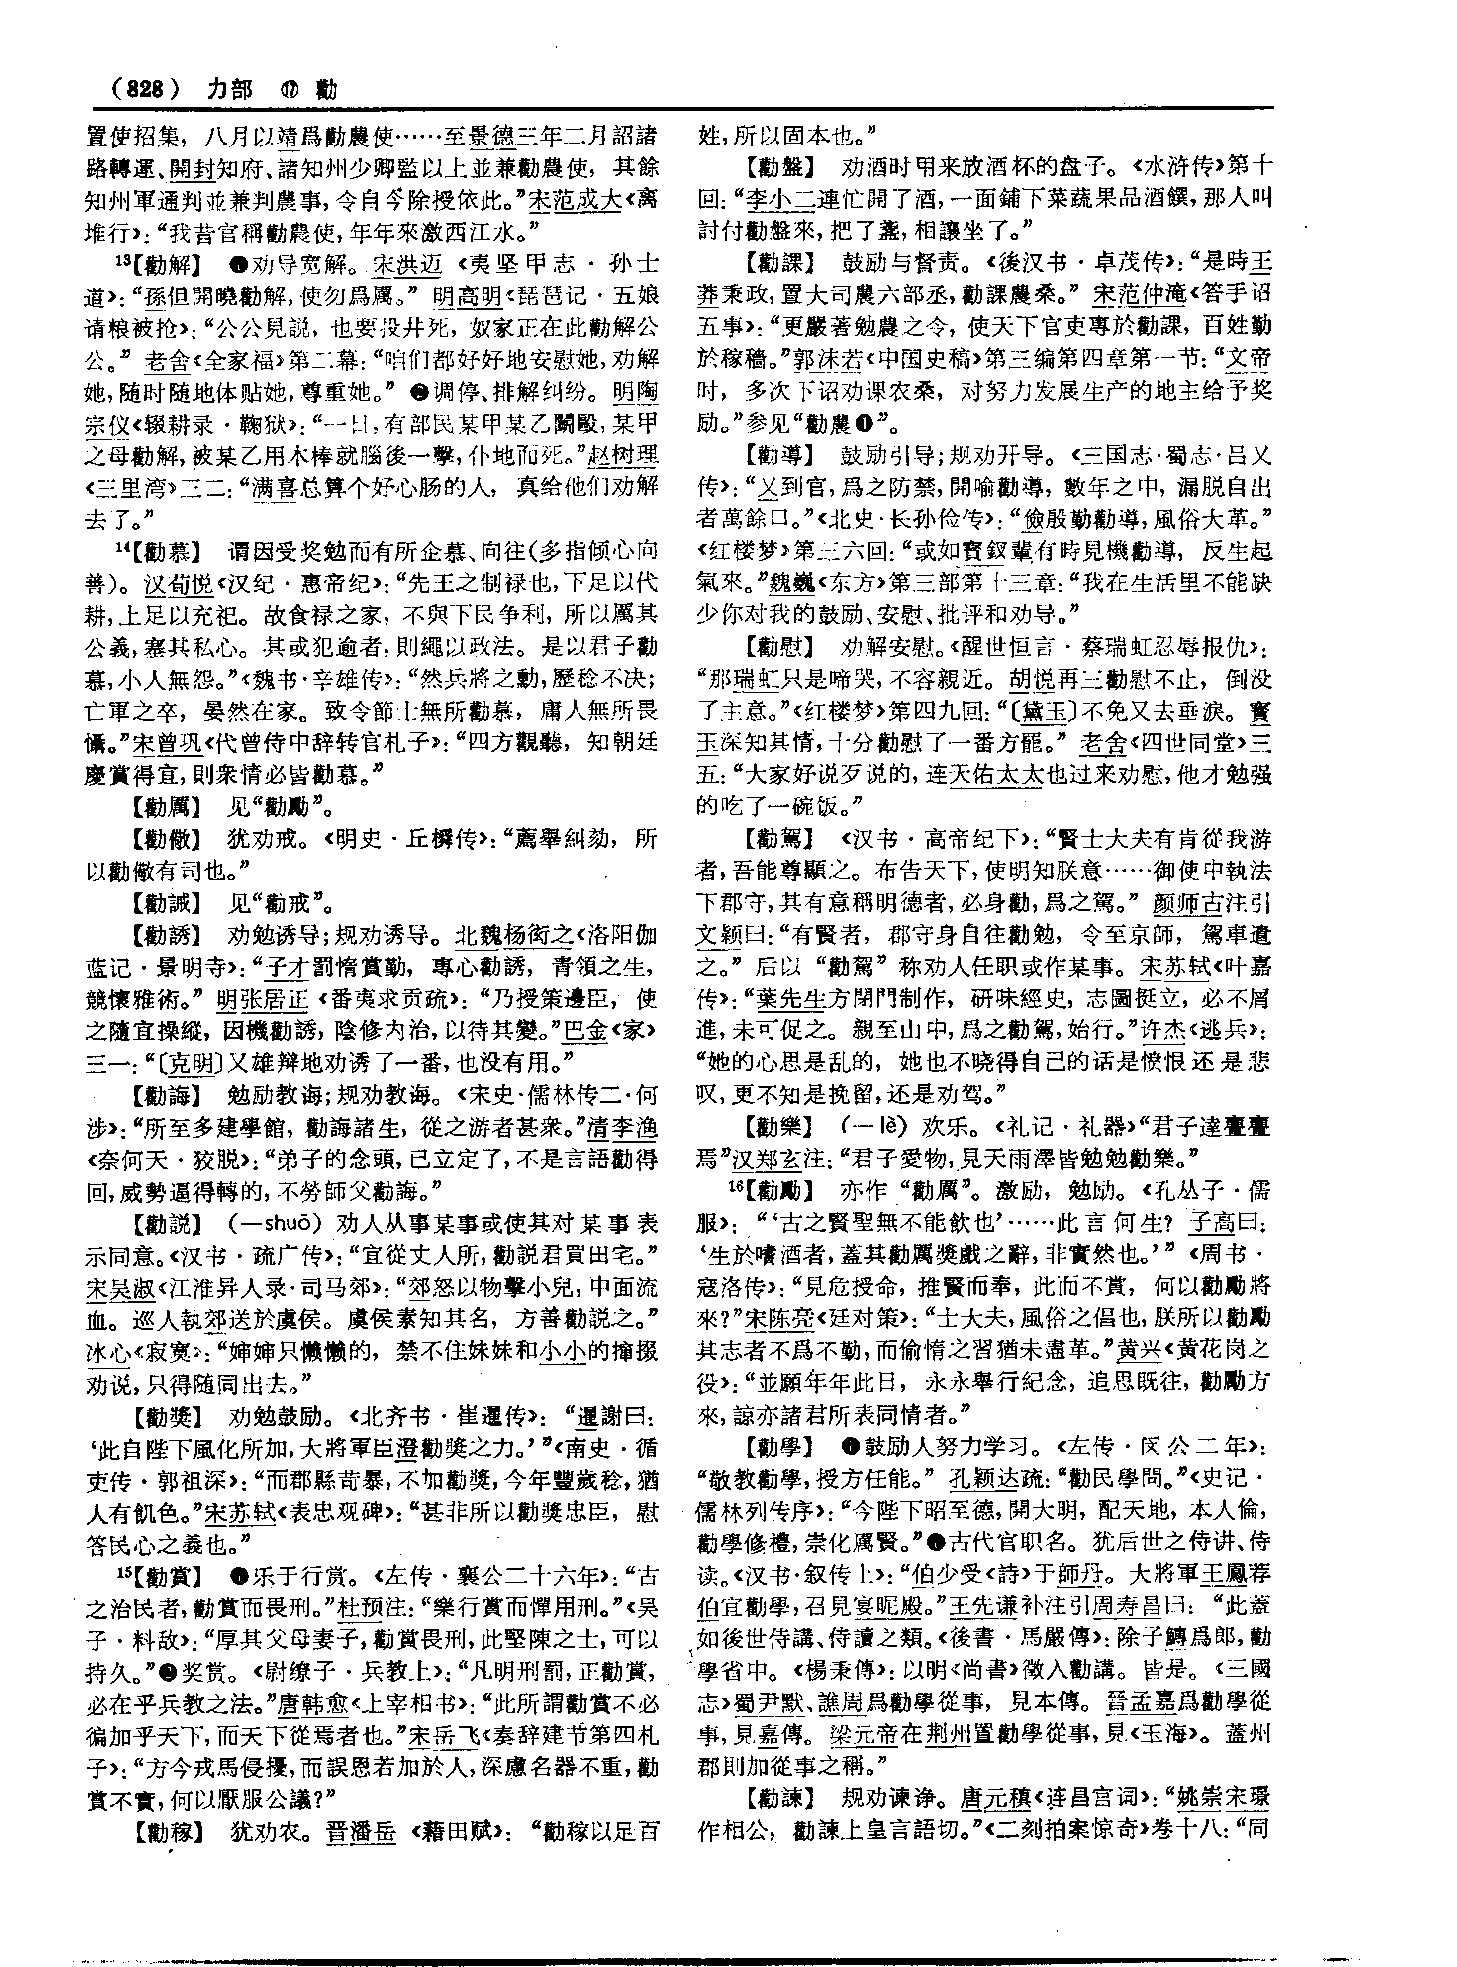 （828） 力部 ⑰ 勸
置使招集，八月以靖爲勸農使……至景德三年二月詔諸
路轉運、開封知府、諸知州少卿監以上並兼勸農使，其餘
知州軍通判並兼判農事，令自今除授依此。”宋范成大《离
堆行》：“我昔官稱勸農使，年年來激西江水。”
13【勸解】 ❶劝导宽解。宋洪迈《夷坚甲志·孙士
道》：“孫但開曉勸解，使勿爲厲。” 明高明《琵琶记·五娘
请粮被抢》：“公公見説，也要投井死，奴家正在此勸解公
公。” 老舍《全家福》第二幕：“咱们都好好地安慰她，劝解
她，随时随地体贴她，尊重她。” ❷调停、排解纠纷。明陶
宗仪《辍耕录·鞠狱》：“一日，有部民某甲某乙鬬毆，某甲
之母勸解，被某乙用木棒就腦後一擊，仆地而死。”赵树理
《三里湾》三二：“满喜总算个好心肠的人，真给他们劝解
去了。”
14【勸慕】 谓因受奖勉而有所企慕、向往（多指倾心向
善）。汉荀悦《汉纪·惠帝纪》：“先王之制禄也，下足以代
耕，上足以充祀。故食禄之家，不與下民争利，所以厲其
公義，塞其私心。其或犯逾者，則繩以政法。是以君子勸
慕，小人無怨。”《魏书·辛雄传》：“然兵將之勳，歷稔不决；
亡軍之卒，晏然在家。致令節士無所勸慕，庸人無所畏
懾。”宋曾巩《代曾侍中辞转官札子》：“四方觀聽，知朝廷
慶賞得宜，則衆情必皆勸慕。”
【勸厲】 见“勸勵”。
【勸儆】 犹劝戒。《明史·丘橓传》：“薦舉糾劾，所
以勸儆有司也。”
【勸誡】 见“勸戒”。
【勸誘】 劝勉诱导；规劝诱导。北魏杨衒之《洛阳伽
蓝记·景明寺》：“子才罰惰賞勤，專心勸誘，青領之生，
競懷雅術。” 明张居正《番夷求贡疏》：“乃授策邊臣，使
之隨宜操縱，因機勸誘，陰修内治，以待其變。”巴金《家》
三一：“〔克明〕又雄辩地劝诱了一番，也没有用。”
【勸誨】 勉励教诲；规劝教诲。《宋史·儒林传二·何
涉》：“所至多建學館，勸誨諸生，從之游者甚衆。”清李渔
《奈何天·狡脱》：“弟子的念頭，已立定了，不是言語勸得
回，威勢逼得轉的，不勞師父勸誨。”
【勸説】 （—shuō）劝人从事某事或使其对某事表
示同意。《汉书·疏广传》：“宜從丈人所，勸説君買田宅。”
宋吴淑《江淮异人录·司马郊》：“郊怒以物擊小兒，中面流
血。巡人執郊送於虞侯。虞侯素知其名，方善勸説之。”
冰心《寂寞》：“婶婶只懒懒的，禁不住妹妹和小小的撺掇
劝说，只得随同出去。”
【勸獎】 劝勉鼓励。《北齐书·崔暹传》：“暹謝曰：
‘此自陛下風化所加，大將軍臣澄勸獎之力。’”《南史·循
吏传·郭祖深》：“而郡縣苛暴，不加勸獎，今年豐歲稔，猶
人有飢色。”宋苏轼《表忠观碑》：“甚非所以勸獎忠臣，慰
答民心之義也。”
15【勸賞】 ❶乐于行赏。《左传·襄公二十六年》：“古
之治民者，勸賞而畏刑。”杜预注：“樂行賞而憚用刑。”《吴
子·料敌》：“厚其父母妻子，勸賞畏刑，此堅陳之士，可以
持久。”❷奖赏。《尉缭子·兵教上》：“凡明刑罰，正勸賞，
必在乎兵教之法。”唐韩愈《上宰相书》：“此所謂勸賞不必
徧加乎天下，而天下從焉者也。”宋岳飞《奏辞建节第四札
子》：“方今戎馬侵擾，而誤恩若加於人，深慮名器不重，勸
賞不實，何以厭服公議？”
【勸稼】 犹劝农。晋潘岳《藉田赋》：“勸稼以足百
姓，所以固本也。”
【勸盤】 劝酒时用来放酒杯的盘子。《水浒传》第十
回：“李小二連忙開了酒，一面鋪下菜蔬果品酒饌，那人叫
討付勸盤來，把了盞，相讓坐了。”
【勸課】 鼓励与督责。《後汉书·卓茂传》：“是時王
莽秉政，置大司農六部丞，勸課農桑。” 宋范仲淹《答手诏
五事》：“更嚴著勉農之令，使天下官吏專於勸課，百姓勤
於稼穡。”郭沫若《中国史稿》第三编第四章第一节：“文帝
时，多次下诏劝课农桑，对努力发展生产的地主给予奖
励。”参见“勸農❶”。
【勸導】 鼓励引导；规劝开导。《三国志·蜀志·吕乂
传》：“乂到官，爲之防禁，開喻勸導，數年之中，漏脱自出
者萬餘口。”《北史·长孙俭传》：“儉殷勤勸導，風俗大革。”
《红楼梦》第三六回：“或如寶釵輩有時見機勸導，反生起
氣來。”魏巍《东方》第三部第十三章：“我在生活里不能缺
少你对我的鼓励、安慰、批评和劝导。”
【勸慰】 劝解安慰。《醒世恒言·蔡瑞虹忍辱报仇》：
“那瑞虹只是啼哭，不容親近。胡悦再三勸慰不止，倒没
了主意。”《红楼梦》第四九回：“〔黛玉〕不免又去垂淚。寶
玉深知其情，十分勸慰了一番方罷。” 老舍《四世同堂》三
五：“大家好说歹说的，连天佑太太也过来劝慰，他才勉强
的吃了一碗饭。”
【勸駕】 《汉书·高帝纪下》：“賢士大夫有肯從我游
者，吾能尊顯之。布告天下，使明知朕意……御使中執法
下郡守，其有意稱明德者，必身勸，爲之駕。” 颜师古注引
文颖曰：“有賢者，郡守身自往勸勉，令至京師，駕車遣
之。” 后以“勸駕”称劝人任职或作某事。宋苏轼《叶嘉
传》：“葉先生方閉門制作，研味經史，志圖挺立，必不屑
進，未可促之。親至山中，爲之勸駕，始行。”许杰《逃兵》：
“她的心思是乱的，她也不晓得自己的话是愤恨还是悲
叹，更不知是挽留，还是劝驾。”
【勸樂】 （—lè）欢乐。《礼记·礼器》“君子達亹亹
焉”汉郑玄注：“君子愛物，見天雨澤皆勉勉勸樂。”
16【勸勵】 亦作“勸厲”。激励，勉励。《孔丛子·儒
服》：“‘古之賢聖無不能飲也’……此言何生？子高曰：
‘生於嗜酒者，蓋其勸厲獎戲之辭，非實然也。’” 《周书·
寇洛传》：“見危授命，推賢而奉，此而不賞，何以勸勵將
來？”宋陈亮《廷对策》：“士大夫，風俗之倡也，朕所以勸勵
其志者不爲不勤，而偷惰之習猶未盡革。”黄兴《黄花岗之
役》：“並願年年此日，永永舉行紀念，追思既往，勸勵方
來，諒亦諸君所表同情者。”
【勸學】 ❶鼓励人努力学习。《左传·闵公二年》：
“敬教勸學，授方任能。” 孔颖达疏：“勸民學問。”《史记·
儒林列传序》：“今陛下昭至德，開大明，配天地，本人倫，
勸學修禮，崇化厲賢。”❷古代官职名。犹后世之侍讲、侍
读。《汉书·叙传上》：“伯少受《詩》于師丹。大將軍王鳳荐
伯宜勸學，召見宴昵殿。”王先谦补注引周寿昌曰：“此蓋
如後世侍講、侍讀之類。《後書·馬嚴傳》：除子鱄爲郎，勸
學省中。《楊秉傳》：以明《尚書》徵入勸講。皆是。《三國
志》蜀尹默、譙周爲勸學從事，見本傳。晉孟嘉爲勸學從
事，見嘉傳。梁元帝在荆州置勸學從事，見《玉海》。蓋州
郡則加從事之稱。”
【勸諫】 规劝谏诤。唐元稹《连昌宫词》：“姚崇宋璟
作相公，勸諫上皇言語切。”《二刻拍案惊奇》卷十八：“同